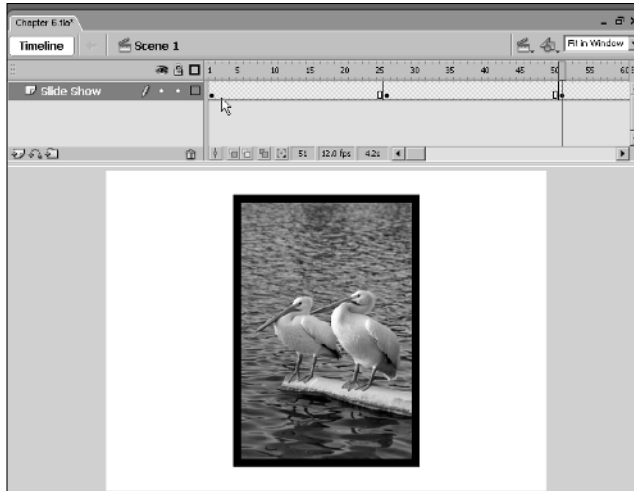 Chapter 6.fla*
Timeline
Scene 1
Fit in Window
1 5 10 15 20 25 30 35 40 45 50 55 60
Slide Show
51 12.0 fps 4.2s